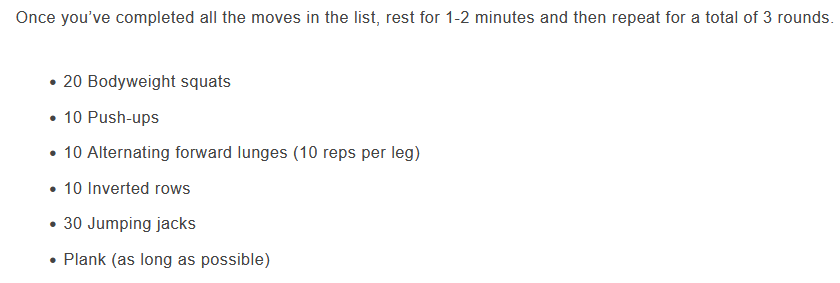 Once you’ve completed all the moves in the list, rest for 1-2 minutes and then repeat for a total of 3 rounds.
• 20 Bodyweight squats
• 10 Push-ups
• 10 Alternating forward lunges (10 reps per leg)
• 10 Inverted rows
• 30 Jumping jacks
• Plank (as long as possible)